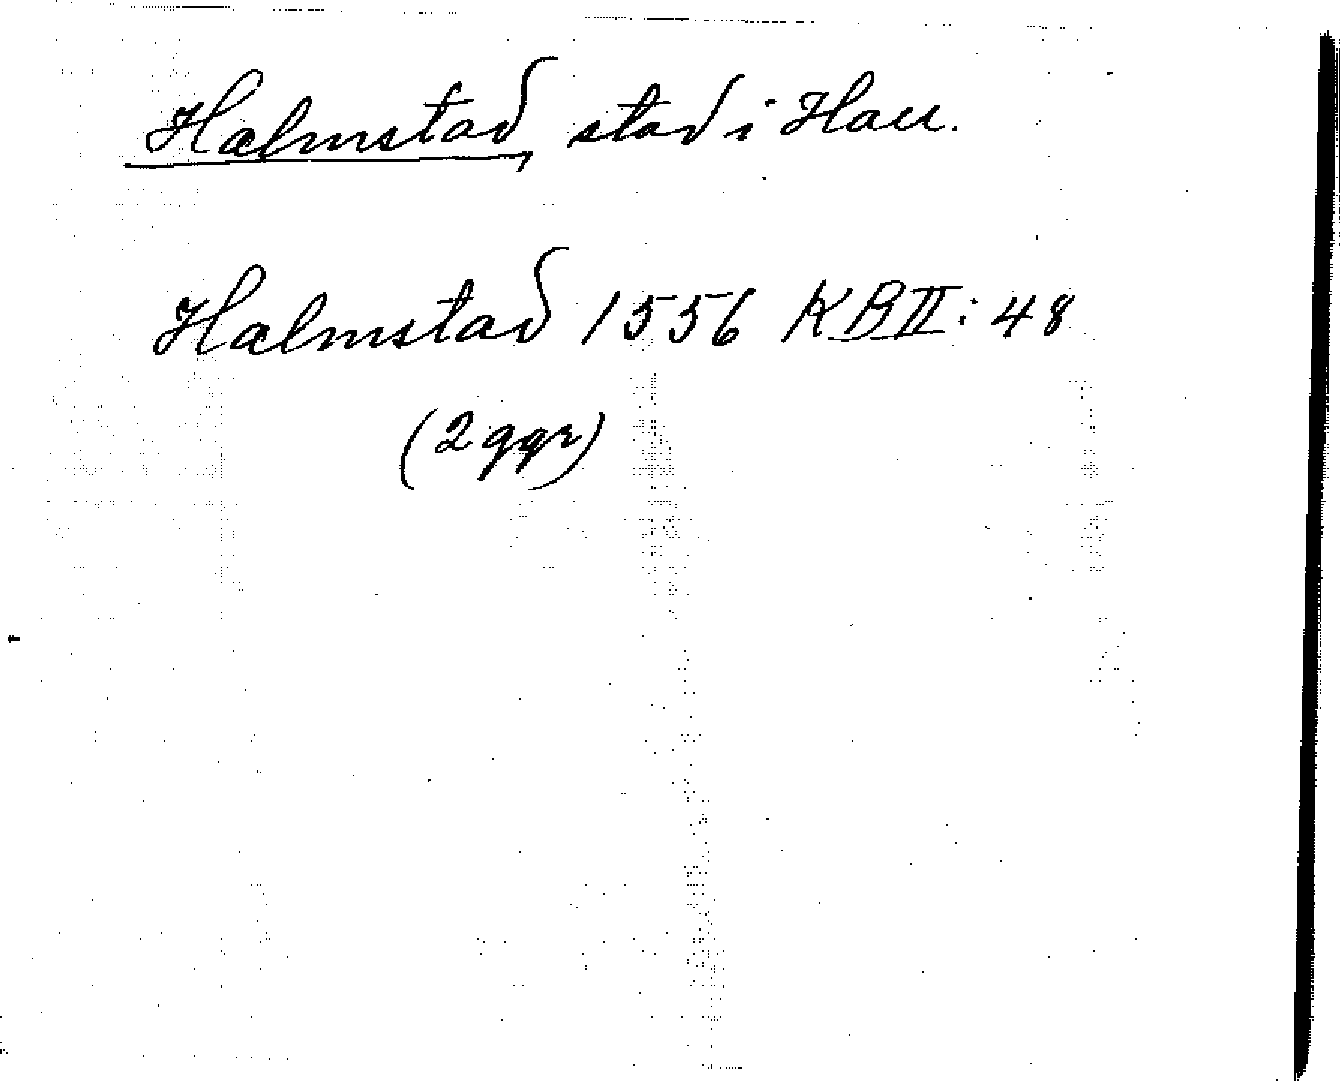 Halmstad, stad i Hall.
Halmstad 1556 KB II: 48
(2 ggr)